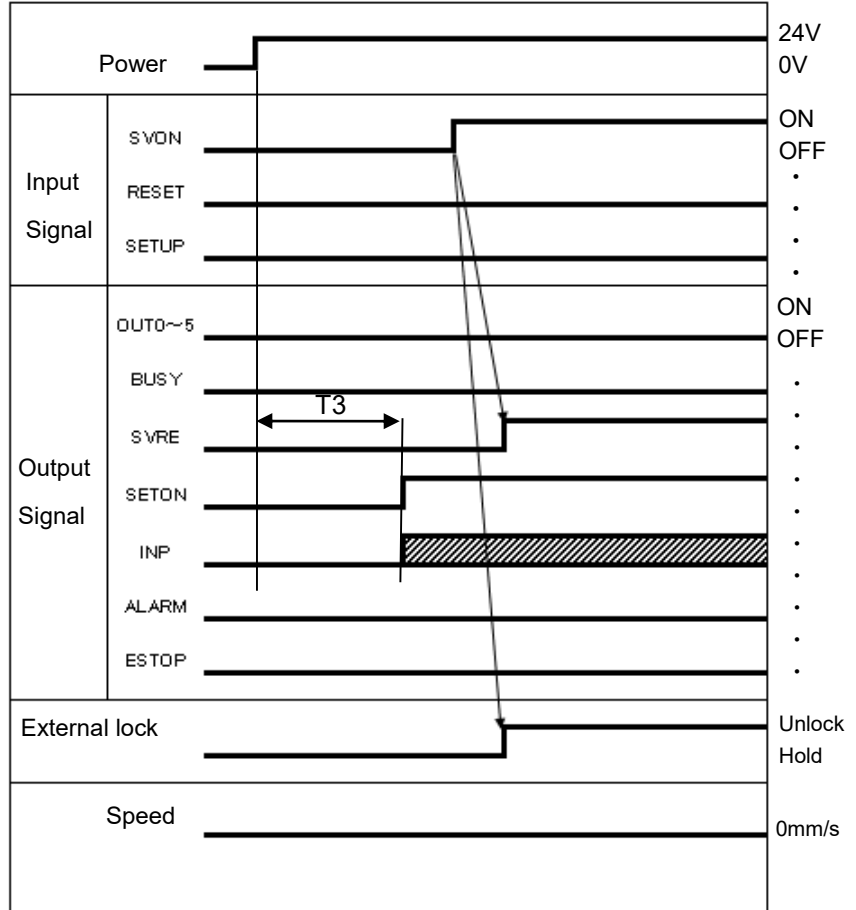 24V
Power
0V
ON
SVON
OFF
Input
Signal
RESET
SETUP
ON
OUT0～5
OFF
BUSY
T3
SVRE
Output
Signal
SETON
INP
ALARM
ESTOP
External lock
Unlock
Hold
Speed
0mm/s